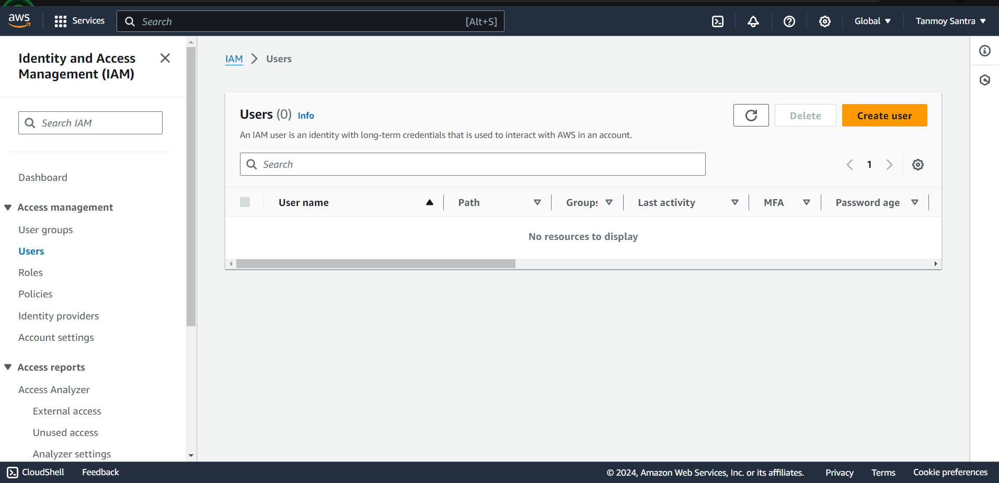 aws
Services
Search
[Alt+S]
Global
Tanmoy Santra
Identity and Access
Management (IAM)
Search IAM
Dashboard
Access management
User groups
Users
Roles
Policies
Identity providers
Account settings
Access reports
Access Analyzer
External access
Unused access
Analyzer settings
IAM
Users
Users (0) Info
Delete
Create user
An IAM user is an identity with long-term credentials that is used to interact with AWS in an account.
Search
1
User name
Path
Groups
Last activity
MFA
Password age
No resources to display
CloudShell
Feedback
© 2024, Amazon Web Services, Inc. or its affiliates.
Privacy
Terms
Cookie preferences